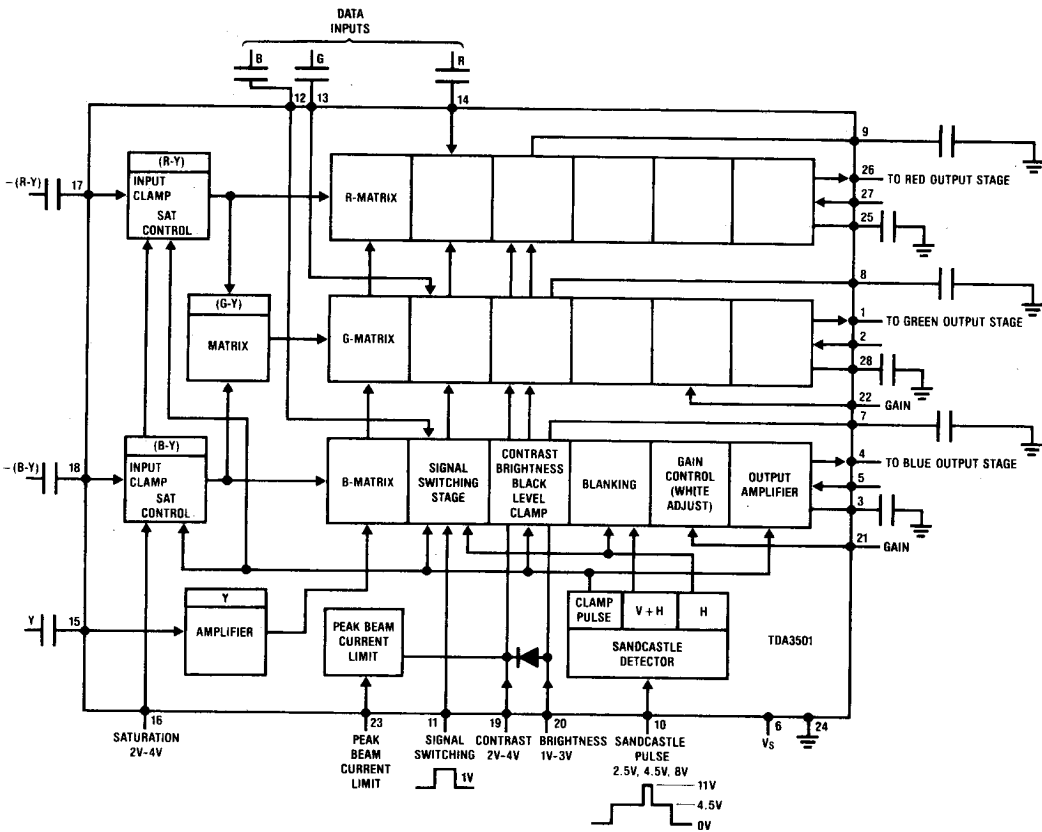 DATA
INPUTS
B
G
R
12
13
14
9
(R-Y)
INPUT
CLAMP
SAT
CONTROL
−(R-Y)
17
R-MATRIX
26
TO RED OUTPUT STAGE
27
25
8
(G-Y)
MATRIX
G-MATRIX
1
TO GREEN OUTPUT STAGE
2
28
22
GAIN
7
(B-Y)
INPUT
CLAMP
SAT
CONTROL
−(B-Y)
18
B-MATRIX
SIGNAL
SWITCHING
STAGE
CONTRAST
BRIGHTNESS
BLACK
LEVEL
CLAMP
BLANKING
GAIN
CONTROL
(WHITE
ADJUST)
OUTPUT
AMPLIFIER
4
TO BLUE OUTPUT STAGE
5
3
21
GAIN
Y
15
Y
AMPLIFIER
PEAK BEAM
CURRENT
LIMIT
CLAMP
PULSE
V + H
H
SANDCASTLE
DETECTOR
TDA3501
16
SATURATION
2V-4V
23
PEAK
BEAM
CURRENT
LIMIT
11
SIGNAL
SWITCHING
1V
19
CONTRAST
2V-4V
20
BRIGHTNESS
1V-3V
10
SANDCASTLE
PULSE
2.5V, 4.5V, 8V
11V
4.5V
0V
6
VS
24